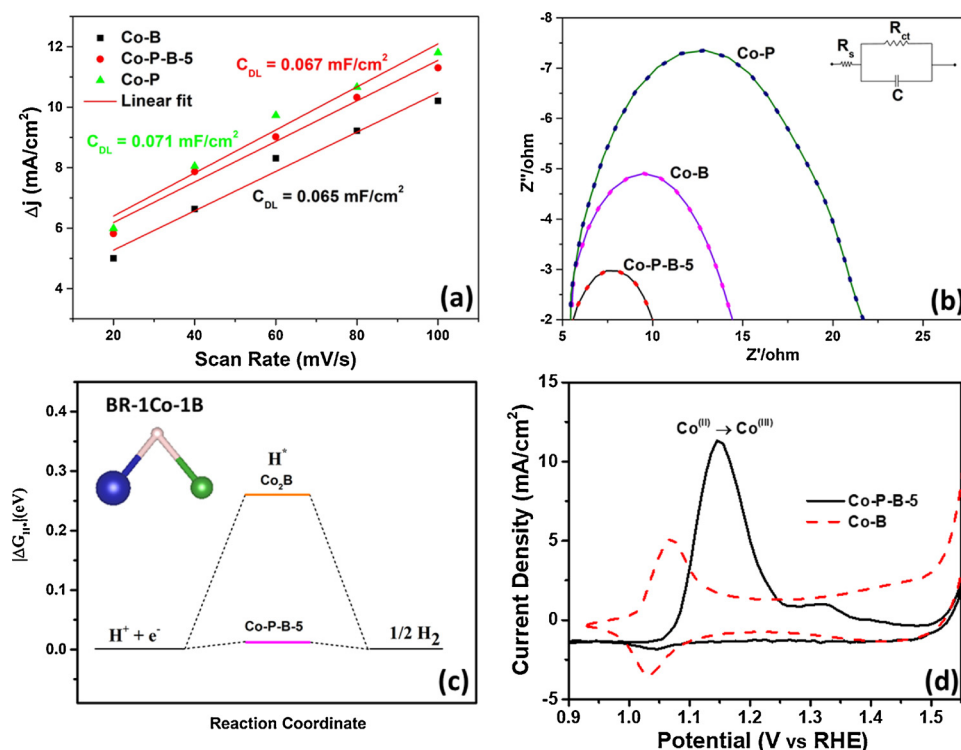 Co-B
Co-P-B-5
Co-P
Linear fit
C_DL = 0.067 mF/cm²
C_DL = 0.071 mF/cm²
C_DL = 0.065 mF/cm²
12
10
8
6
4
Δj (mA/cm²)
20 40 60 80 100
Scan Rate (mV/s)
(a)
-8
-7
-6
-5
-4
-3
-2
Z''/ohm
Co-P
Co-B
Co-P-B-5
R_s
R_ct
C
5 10 15 20 25
Z'/ohm
(b)
BR-1Co-1B
0.4
0.3
0.2
0.1
0.0
|ΔG_H*|(eV)
H*
Co₂B
Co-P-B-5
H⁺ + e⁻
1/2 H₂
Reaction Coordinate
(c)
15
10
5
0
-5
Current Density (mA/cm²)
Co^(II) → Co^(III)
Co-P-B-5
Co-B
0.9 1.0 1.1 1.2 1.3 1.4 1.5
Potential (V vs RHE)
(d)